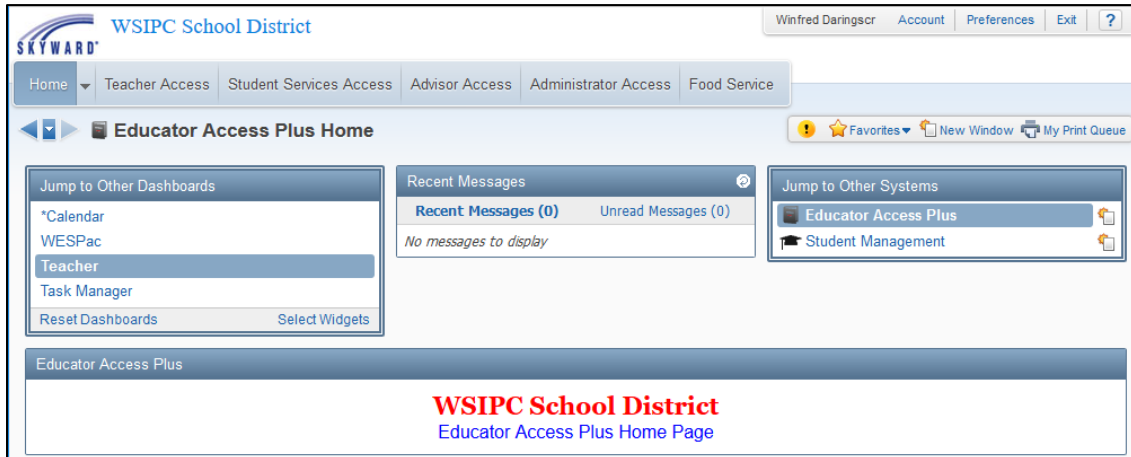 WSIPC School District
SKYWARD®
Winfred Daringscr Account Preferences Exit ?
Home Teacher Access Student Services Access Advisor Access Administrator Access Food Service
Educator Access Plus Home
! Favorites New Window My Print Queue
Jump to Other Dashboards
*Calendar
WESPac
Teacher
Task Manager
Reset Dashboards Select Widgets
Recent Messages
Recent Messages (0) Unread Messages (0)
No messages to display
Jump to Other Systems
Educator Access Plus
Student Management
Educator Access Plus
WSIPC School District
Educator Access Plus Home Page